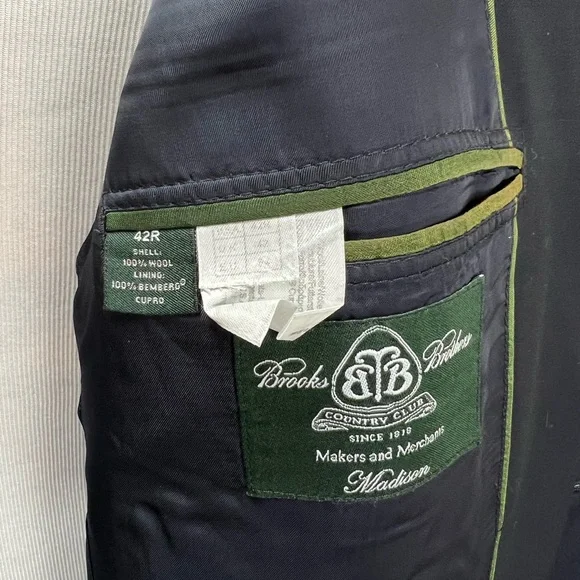 42R
SHELL:
100% WOOL
LINING:
100% BEMBERG®
CUPRO
Brooks Brothers
BB
COUNTRY CLUB
SINCE 1818
Makers and Merchants
Madison